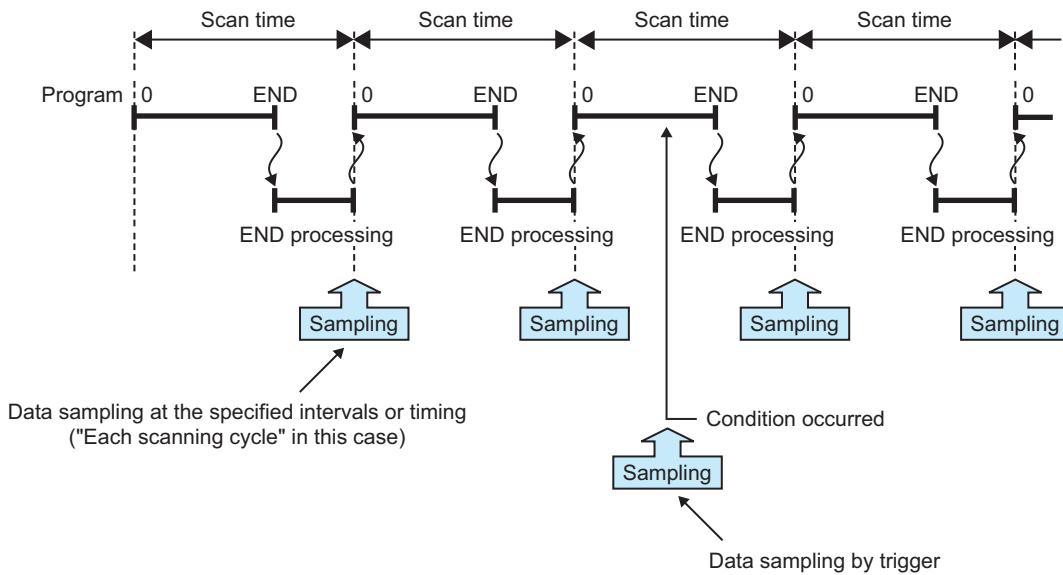 Scan time Scan time Scan time Scan time
Program 0 END 0 END 0 END 0 END 0
END processing END processing END processing END processing
Sampling Sampling Sampling Sampling
Data sampling at the specified intervals or timing
("Each scanning cycle" in this case)
Condition occurred
Sampling
Data sampling by trigger